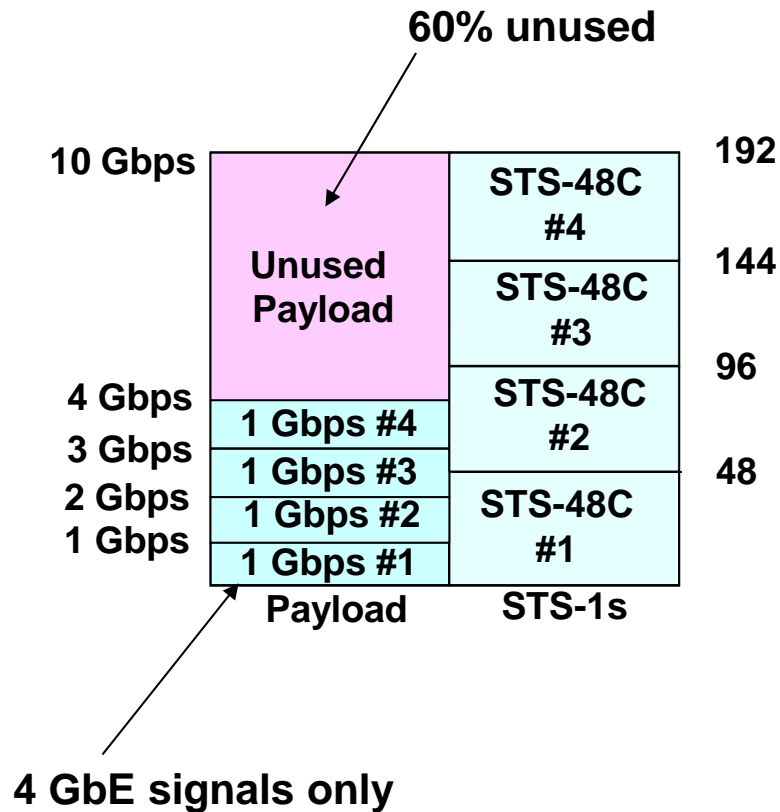 60% unused
10 Gbps
192
STS-48C
#4
Unused
Payload
144
STS-48C
#3
4 Gbps
96
1 Gbps #4
STS-48C
#2
3 Gbps
1 Gbps #3
48
2 Gbps
1 Gbps #2
STS-48C
#1
1 Gbps
1 Gbps #1
Payload
STS-1s
4 GbE signals only